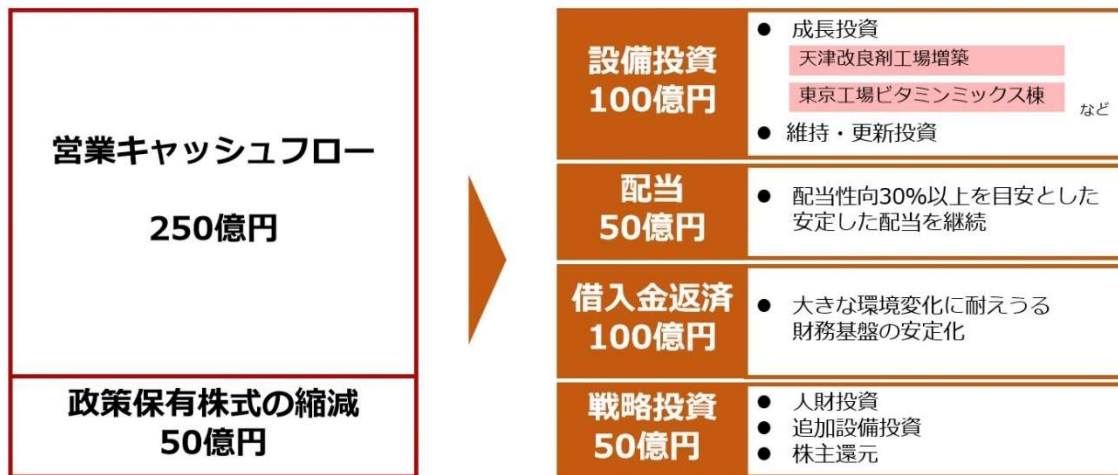 営業キャッシュフロー
250億円
政策保有株式の縮減
50億円
設備投資
100億円
● 成長投資
天津改良剤工場増築
東京工場ビタミンミックス棟
など
● 維持・更新投資
配当
50億円
● 配当性向30%以上を目安とした
安定した配当を継続
借入金返済
100億円
● 大きな環境変化に耐えうる
財務基盤の安定化
戦略投資
50億円
● 人財投資
● 追加設備投資
● 株主還元